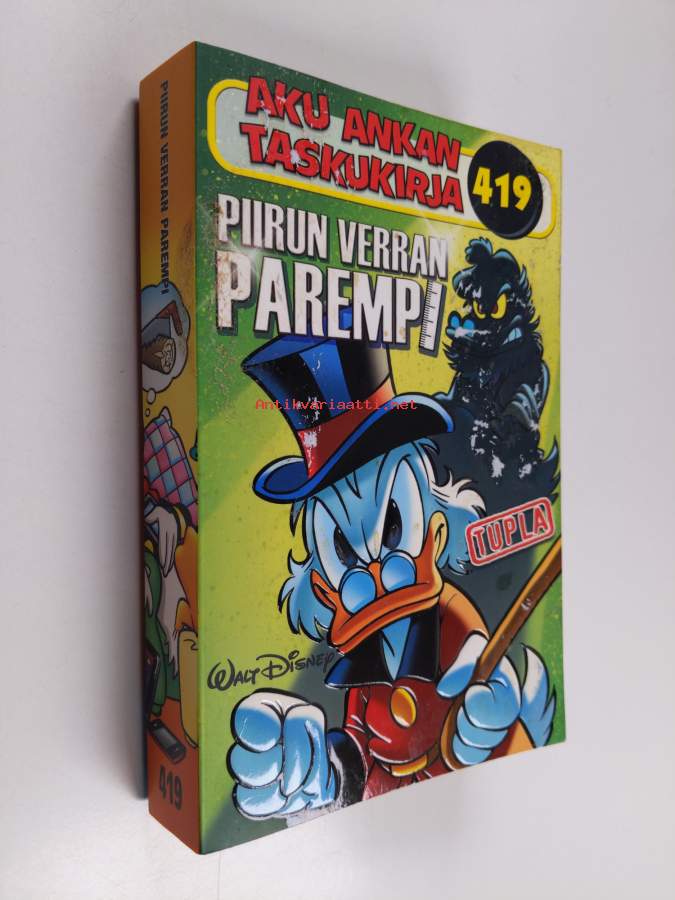 PIIRUN VERRAN PAREMPI
419
AKU ANKAN
TASKUKIRJA
419
PIIRUN VERRAN
PAREMPI
Antikvariaatti.net
TUPLA
WALT DISNEY